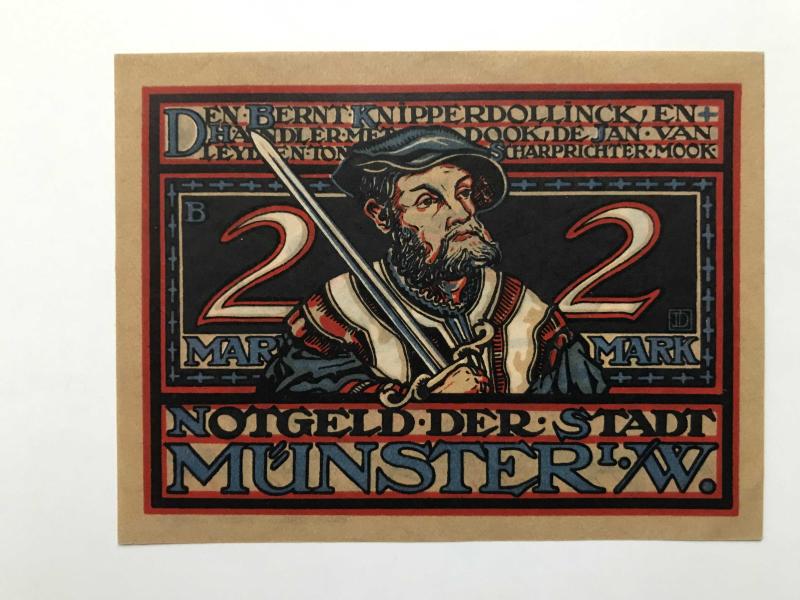 DEN·BERNT·KNIPPERDOLLINCK, EN
HANDLER·MET DOOK, DE JAN·VAN
LEYDEN·TON SCHARPRICHTER·MOOK
B
2 2
MARK MARK
NOTGELD·DER·STADT
MÜNSTER I./W.